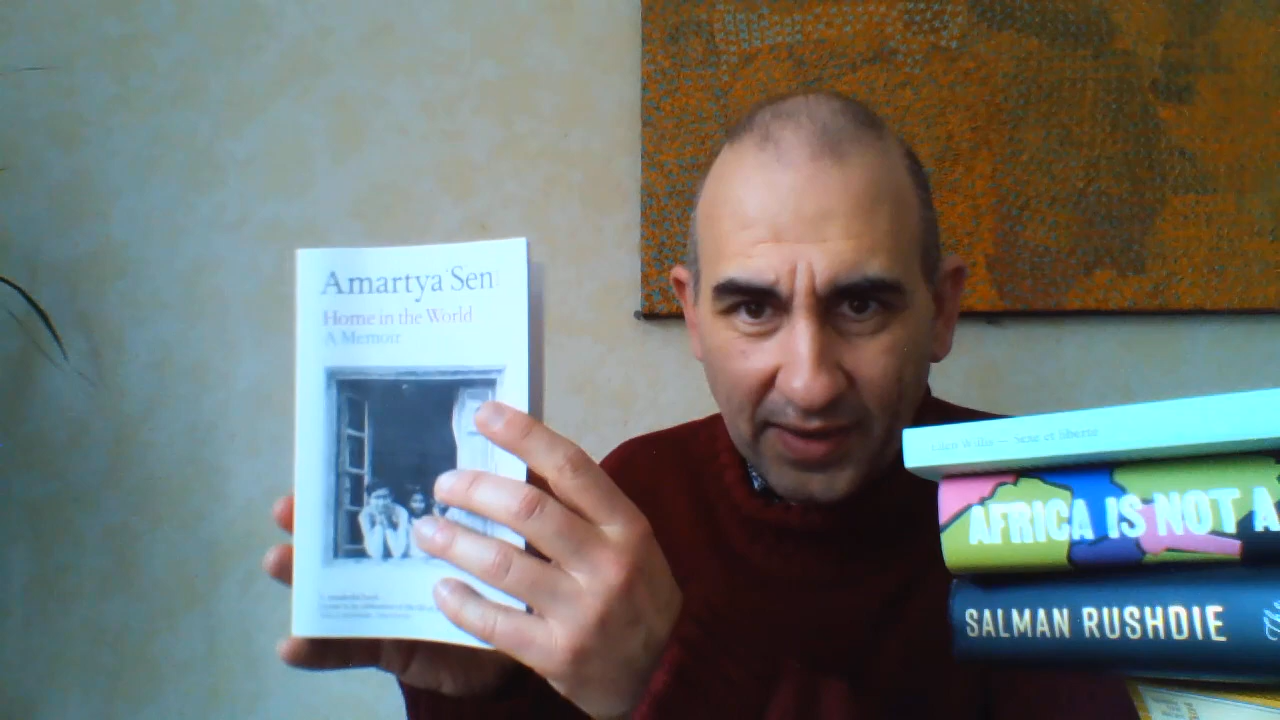 Amartya Sen
Home in the World
A Memoir
Ellen Willis — Sexe et liberté
AFRICA IS NOT A
SALMAN RUSHDIE